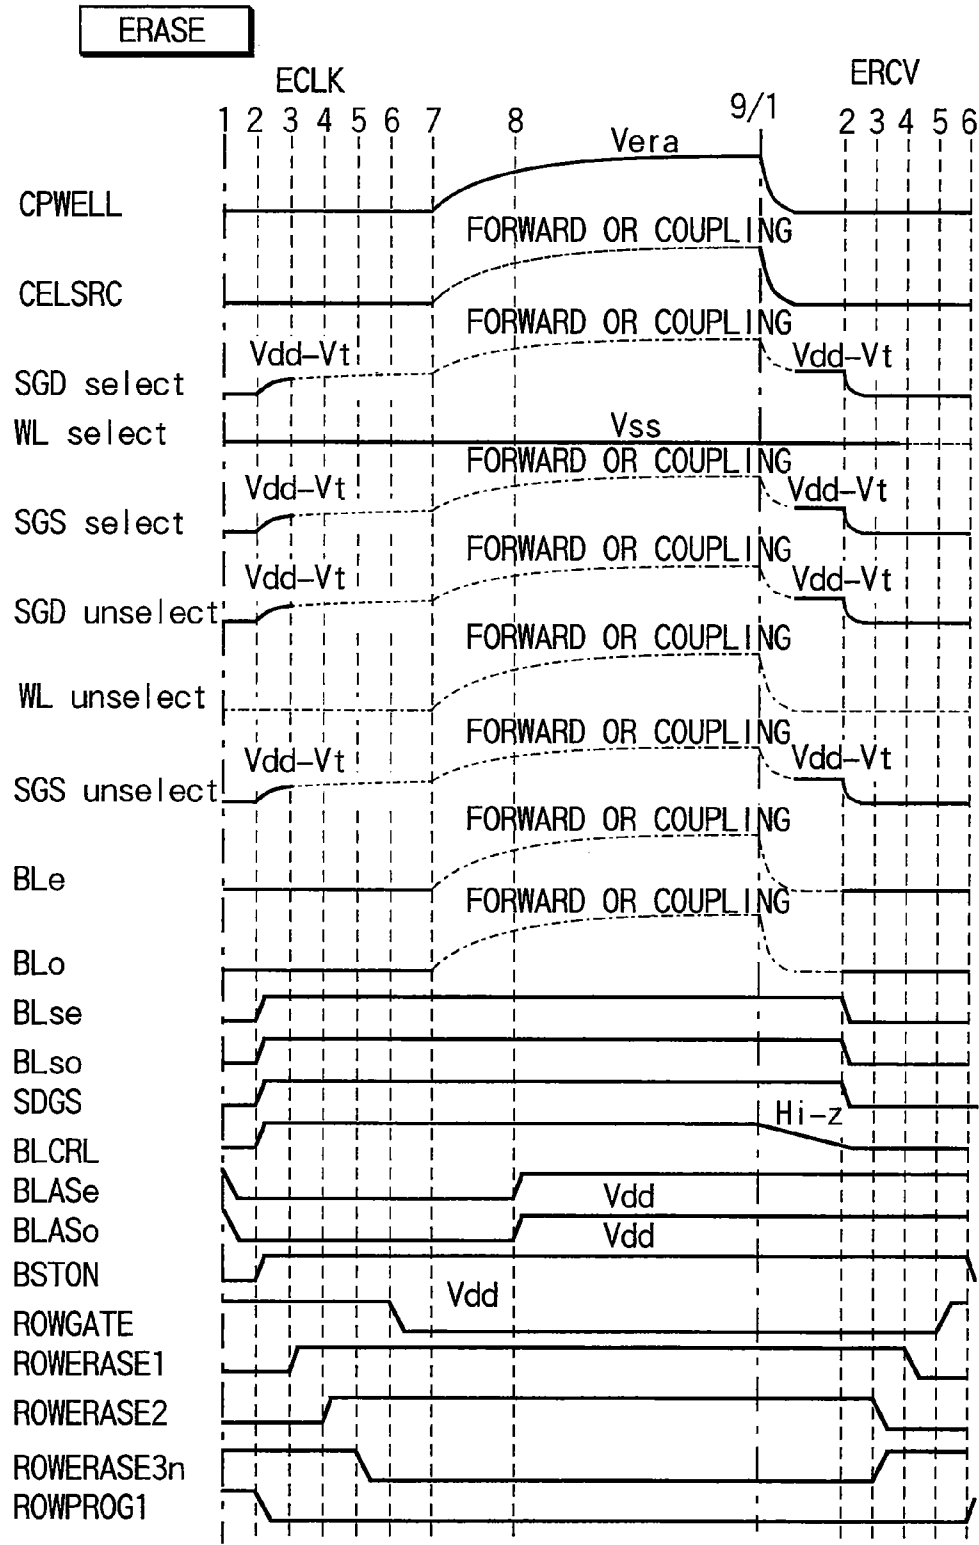 ERASE
ECLK
ERCV
1 2 3 4 5 6 7 8 9/1 2 3 4 5 6
Vera
CPWELL
FORWARD OR COUPLING
CELSRC
FORWARD OR COUPLING
Vdd-Vt
Vdd-Vt
SGD select
WL select
Vss
FORWARD OR COUPLING
Vdd-Vt
Vdd-Vt
SGS select
FORWARD OR COUPLING
Vdd-Vt
Vdd-Vt
SGD unselect
FORWARD OR COUPLING
WL unselect
FORWARD OR COUPLING
Vdd-Vt
Vdd-Vt
SGS unselect
FORWARD OR COUPLING
BLe
FORWARD OR COUPLING
BLo
BLse
BLso
SDGS
Hi-z
BLCRL
BLASe
Vdd
BLASo
Vdd
BSTON
Vdd
ROWGATE
ROWERASE1
ROWERASE2
ROWERASE3n
ROWPROG1